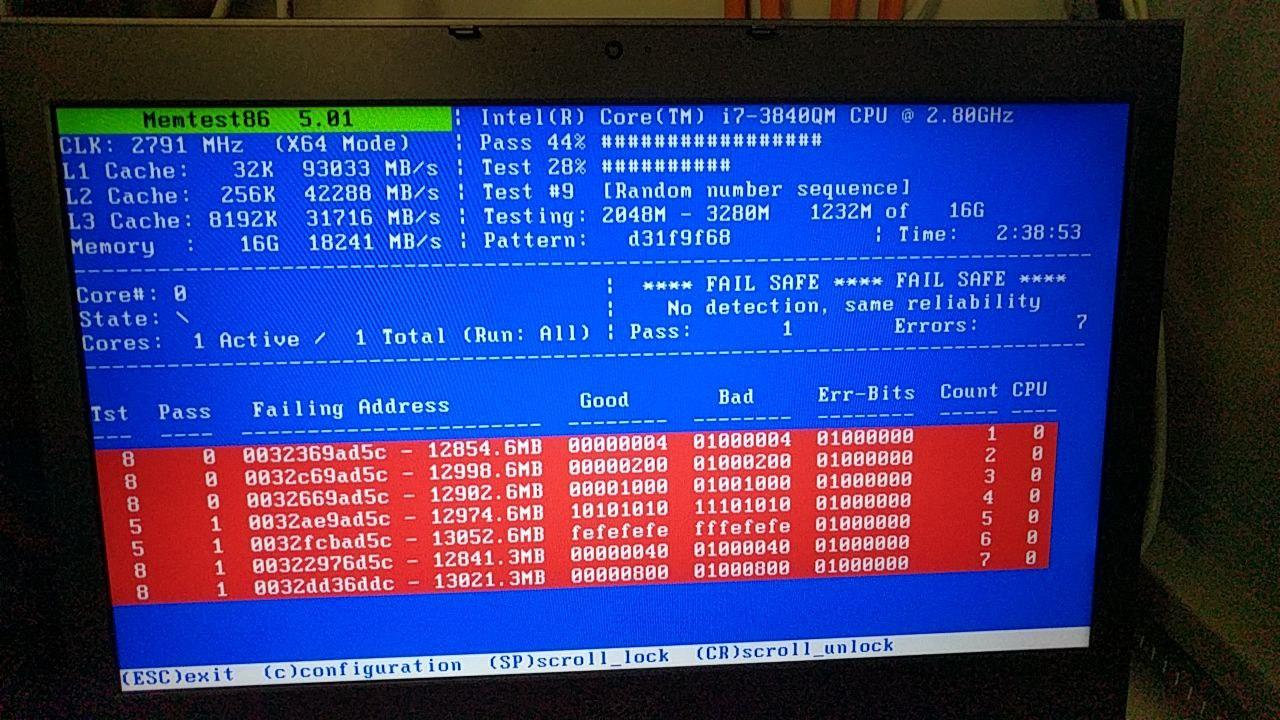 Memtest86 5.01 | Intel(R) Core(TM) i7-3840QM CPU @ 2.80GHz
CLK: 2791 MHz (X64 Mode) | Pass 44% #################
L1 Cache: 32K 93033 MB/s | Test 28% ##########
L2 Cache: 256K 42288 MB/s | Test #9 [Random number sequence]
L3 Cache: 8192K 31716 MB/s | Testing: 2048M - 3280M 1232M of 16G
Memory : 16G 18241 MB/s | Pattern: d31f9f68 | Time: 2:38:53
Core#: 0 | **** FAIL SAFE **** FAIL SAFE ****
State: \ | No detection, same reliability
Cores: 1 Active / 1 Total (Run: All) | Pass: 1 Errors: 7
Tst Pass Failing Address Good Bad Err-Bits Count CPU
8 0 0032369ad5c - 12854.6MB 00000004 01000004 01000000 1 0
8 0 0032c69ad5c - 12998.6MB 00000200 01000200 01000000 2 0
8 0 0032669ad5c - 12902.6MB 00001000 01001000 01000000 3 0
5 1 0032ae9ad5c - 12974.6MB 10101010 11101010 01000000 4 0
5 1 0032fcbad5c - 13052.6MB fefefefe fffefefe 01000000 5 0
8 1 00322976d5c - 12841.3MB 00000040 01000040 01000000 6 0
8 1 0032dd36ddc - 13021.3MB 00000800 01000800 01000000 7 0
(ESC)exit (c)configuration (SP)scroll_lock (CR)scroll_unlock